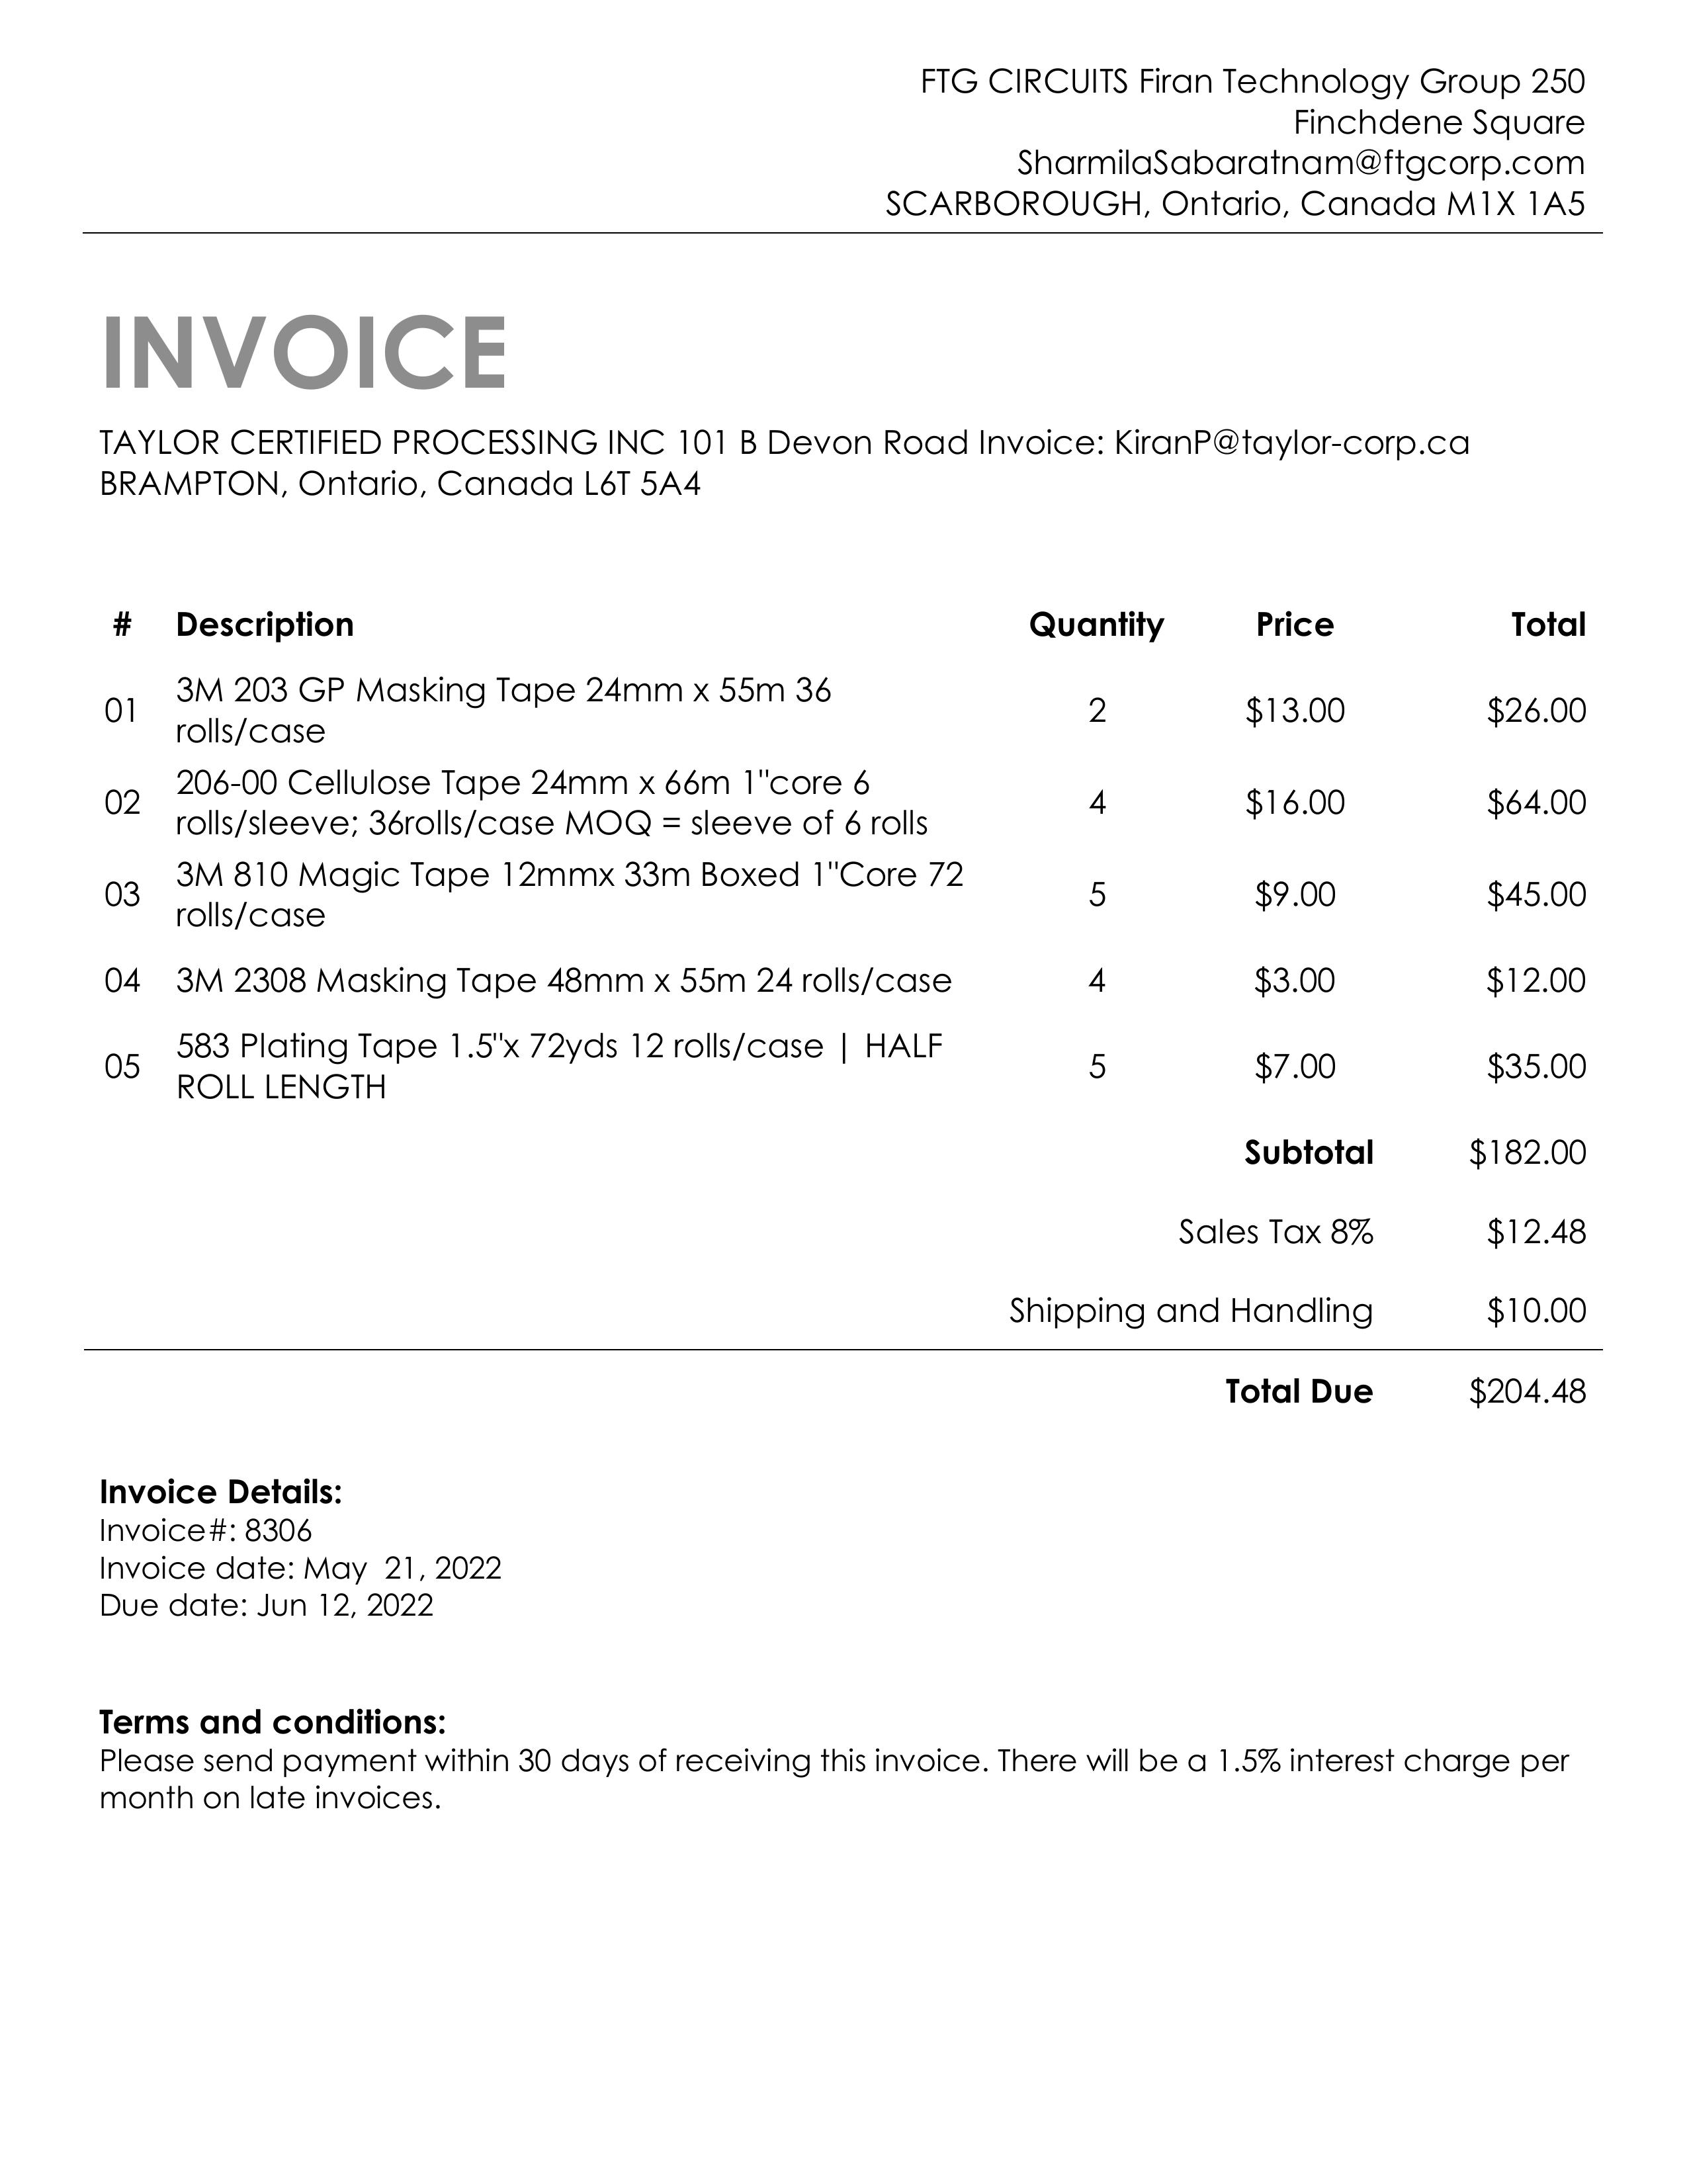 FTG CIRCUITS Firan Technology Group 250
Finchdene Square
SharmilaSabaratnam@ftgcorp.com
SCARBOROUGH, Ontario, Canada M1X 1A5
INVOICE
TAYLOR CERTIFIED PROCESSING INC 101 B Devon Road Invoice: KiranP@taylor-corp.ca
BRAMPTON, Ontario, Canada L6T 5A4
# Description Quantity Price Total
01 3M 203 GP Masking Tape 24mm x 55m 36
rolls/case 2 $13.00 $26.00
02 206-00 Cellulose Tape 24mm x 66m 1"core 6
rolls/sleeve; 36rolls/case MOQ = sleeve of 6 rolls 4 $16.00 $64.00
03 3M 810 Magic Tape 12mmx 33m Boxed 1"Core 72
rolls/case 5 $9.00 $45.00
04 3M 2308 Masking Tape 48mm x 55m 24 rolls/case 4 $3.00 $12.00
05 583 Plating Tape 1.5"x 72yds 12 rolls/case | HALF
ROLL LENGTH 5 $7.00 $35.00
Subtotal $182.00
Sales Tax 8% $12.48
Shipping and Handling $10.00
Total Due $204.48
Invoice Details:
Invoice#: 8306
Invoice date: May 21, 2022
Due date: Jun 12, 2022
Terms and conditions:
Please send payment within 30 days of receiving this invoice. There will be a 1.5% interest charge per
month on late invoices.